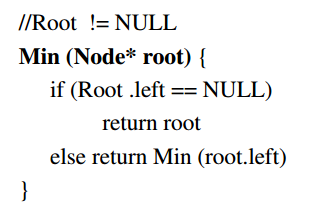 //Root != NULL
Min (Node* root) {
if (Root .left == NULL)
return root
else return Min (root.left)
}